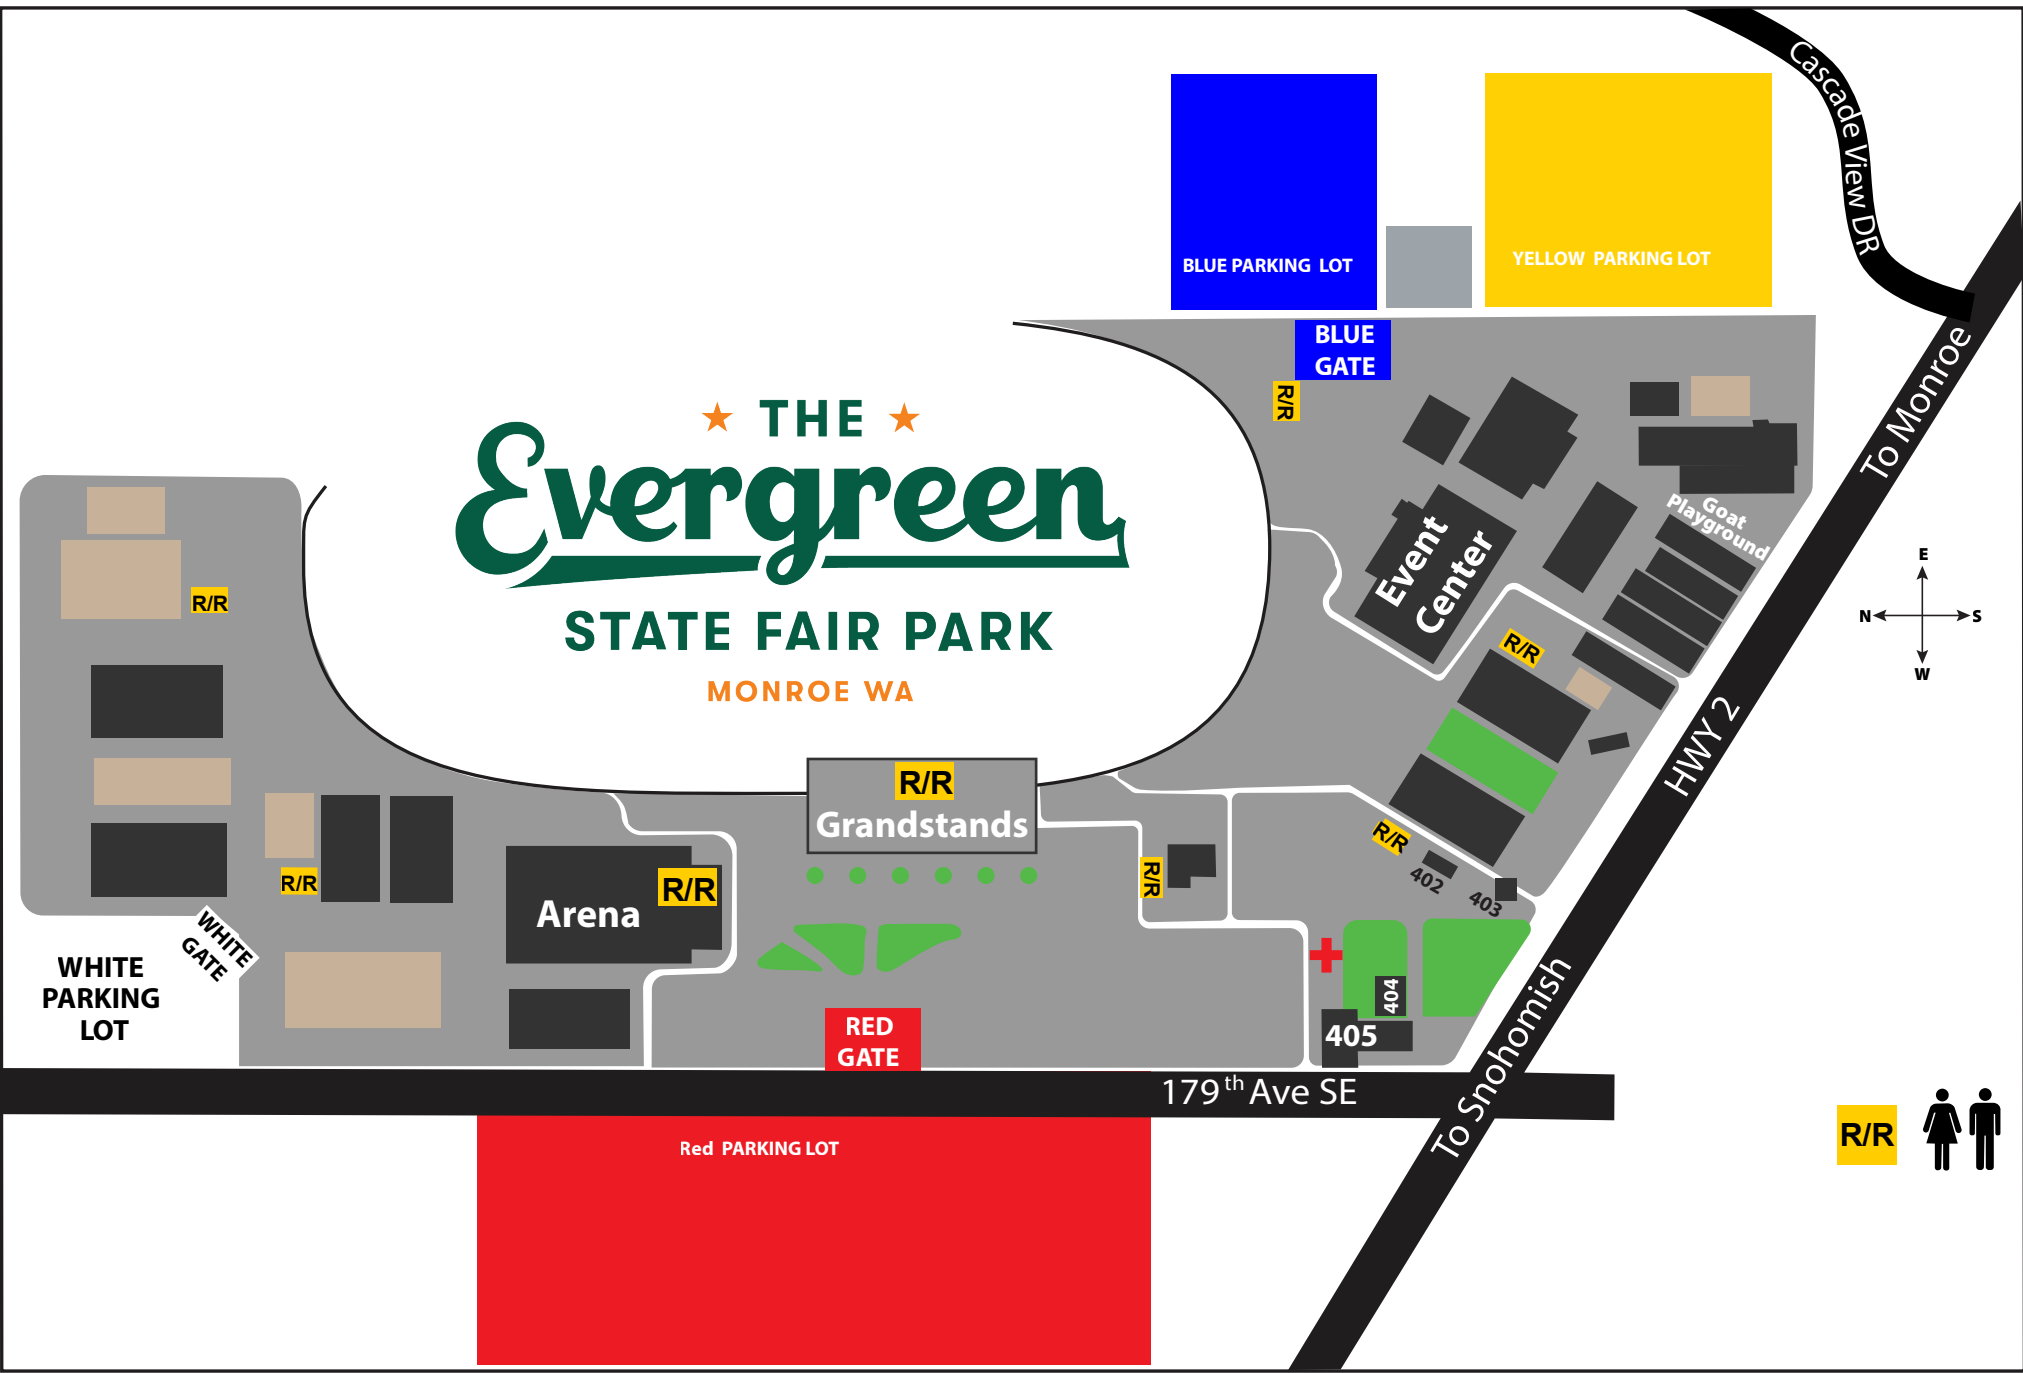 Cascade View DR
BLUE PARKING LOT
YELLOW PARKING LOT
BLUE
GATE
R/R
To Monroe
THE
Evergreen
STATE FAIR PARK
MONROE WA
Goat
Playground
Event
Center
E
N
S
W
R/R
R/R
HWY 2
R/R
Grandstands
R/R
R/R
R/R
R/R
Arena
402
403
WHITE
GATE
WHITE
PARKING
LOT
404
405
RED
GATE
179th Ave SE
To Snohomish
Red PARKING LOT
R/R